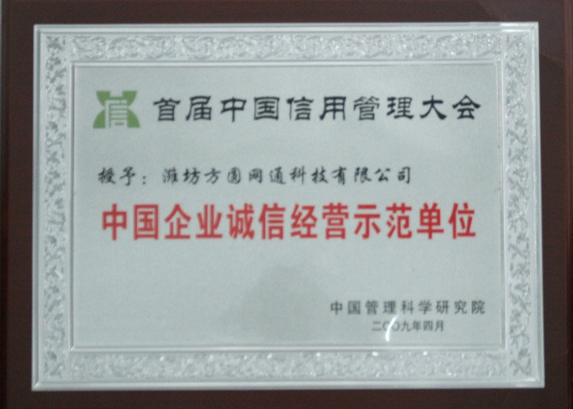 信
首届中国信用管理大会
授予：潍坊方圆网通科技有限公司
中国企业诚信经营示范单位
中国管理科学研究院
二〇〇九年四月